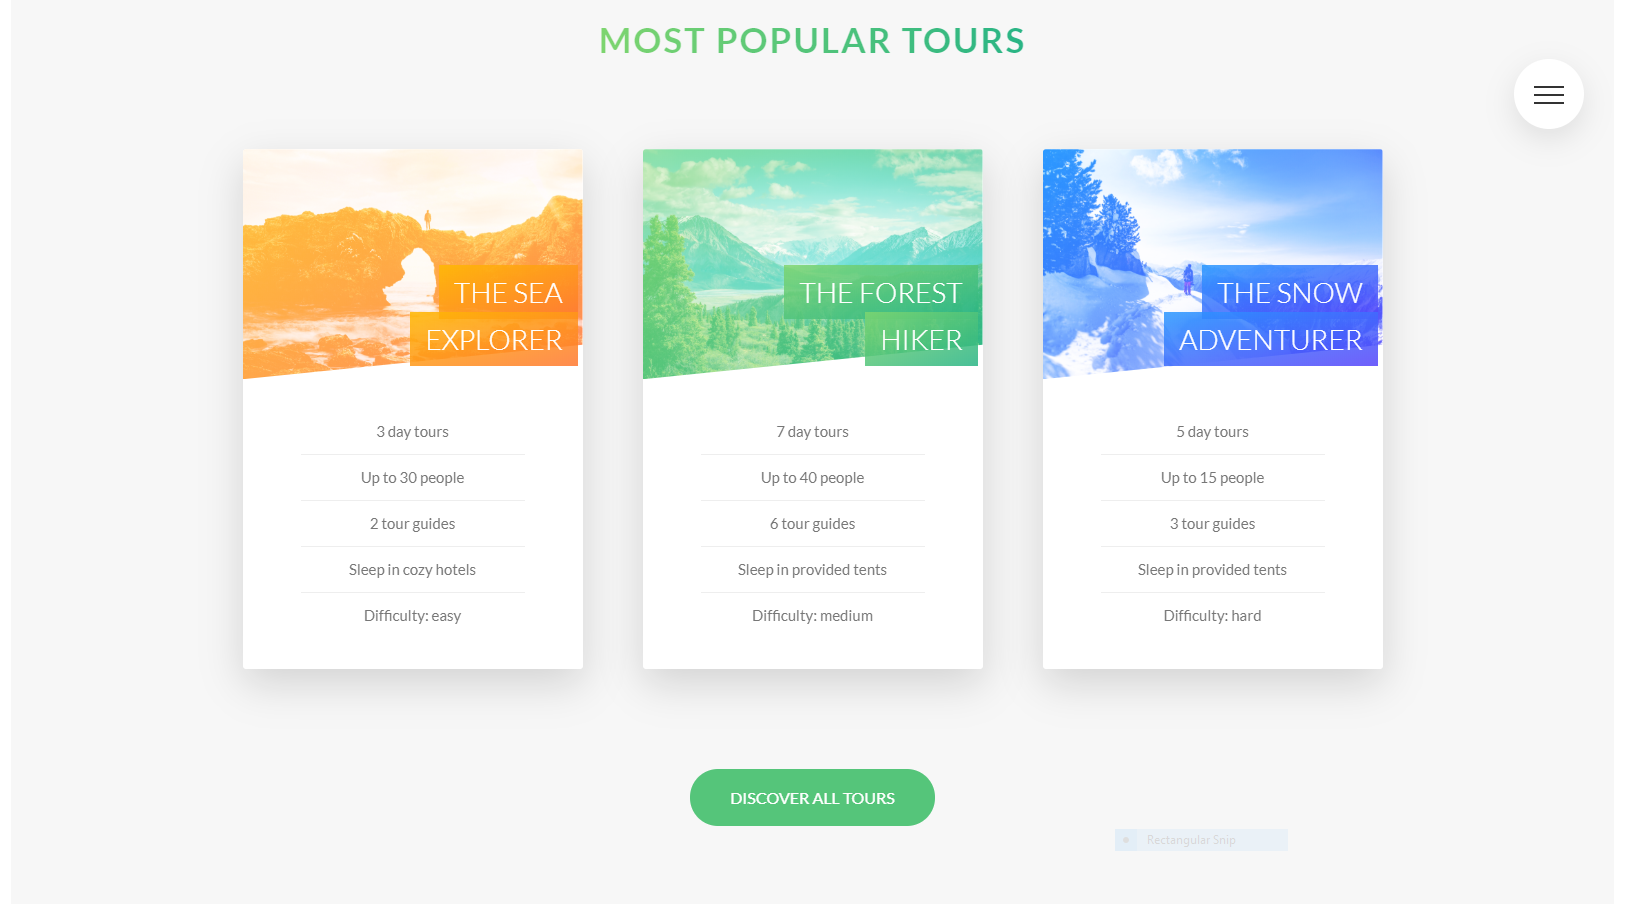 MOST POPULAR TOURS
THE SEA
EXPLORER
3 day tours
Up to 30 people
2 tour guides
Sleep in cozy hotels
Difficulty: easy
THE FOREST
HIKER
7 day tours
Up to 40 people
6 tour guides
Sleep in provided tents
Difficulty: medium
THE SNOW
ADVENTURER
5 day tours
Up to 15 people
3 tour guides
Sleep in provided tents
Difficulty: hard
DISCOVER ALL TOURS
Rectangular Snip